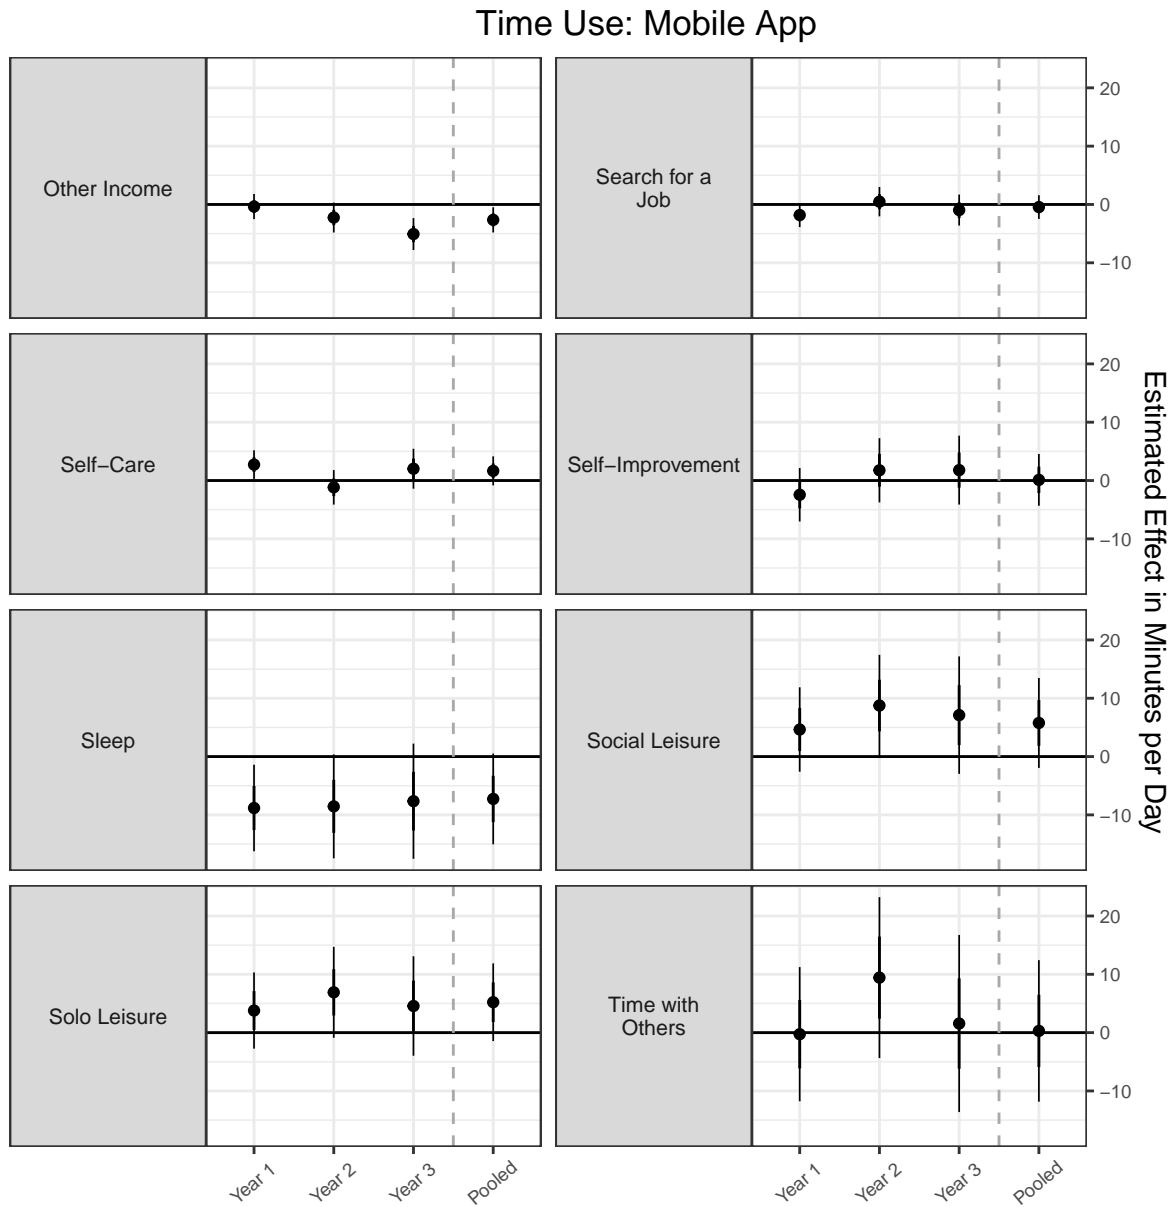 Time Use: Mobile App
Other Income
Search for a
Job
20
10
0
−10
Self−Care
Self−Improvement
20
10
0
−10
Sleep
Social Leisure
20
10
0
−10
Solo Leisure
Time with
Others
20
10
0
−10
Estimated Effect in Minutes per Day
Year 1
Year 2
Year 3
Pooled
Year 1
Year 2
Year 3
Pooled